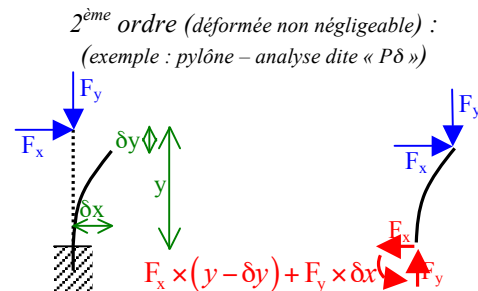 2ème ordre (déformée non négligeable) :
(exemple : pylône – analyse dite « Pδ »)
Fy
Fx
δy
y
δx
Fy
Fx
Fx
Fx × (y − δy) + Fy × δx
Fy